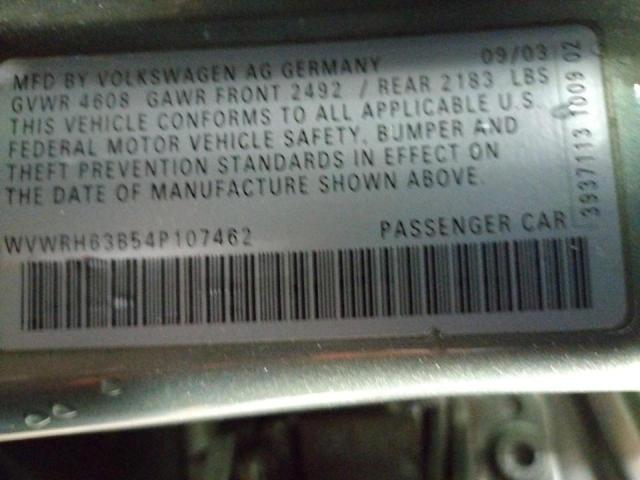 MFD BY VOLKSWAGEN AG GERMANY 09/03
GVWR 4608 GAWR FRONT 2492 / REAR 2183 LBS
THIS VEHICLE CONFORMS TO ALL APPLICABLE U.S.
FEDERAL MOTOR VEHICLE SAFETY, BUMPER AND
THEFT PREVENTION STANDARDS IN EFFECT ON
THE DATE OF MANUFACTURE SHOWN ABOVE.
WVWRH63B54P107462 PASSENGER CAR
3937113 1009 02